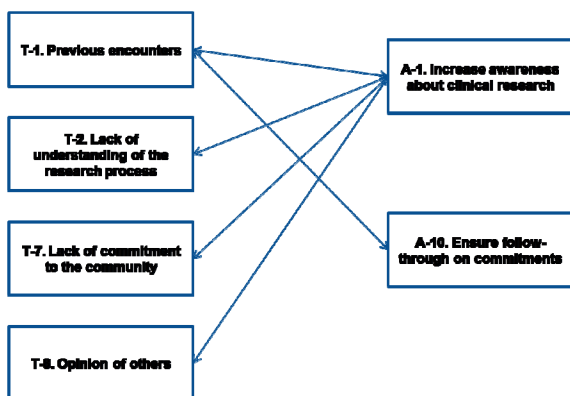 T-1. Previous encounters
A-1. Increase awareness
about clinical research
T-2. Lack of
understanding of the
research process
T-7. Lack of commitment
to the community
A-10. Ensure follow-
through on commitments
T-8. Opinion of others